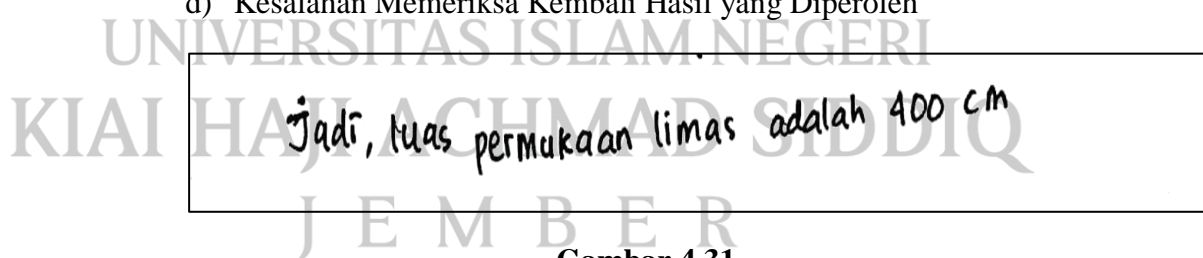 d) Kesalahan Memeriksa Kembali Hasil yang Diperoleh
UNIVERSITAS ISLAM NEGERI
KIAI HAJI ACHMAD SIDDIQ
Jadi, luas permukaan limas adalah 400 cm
JEMBER
Gambar 4.31